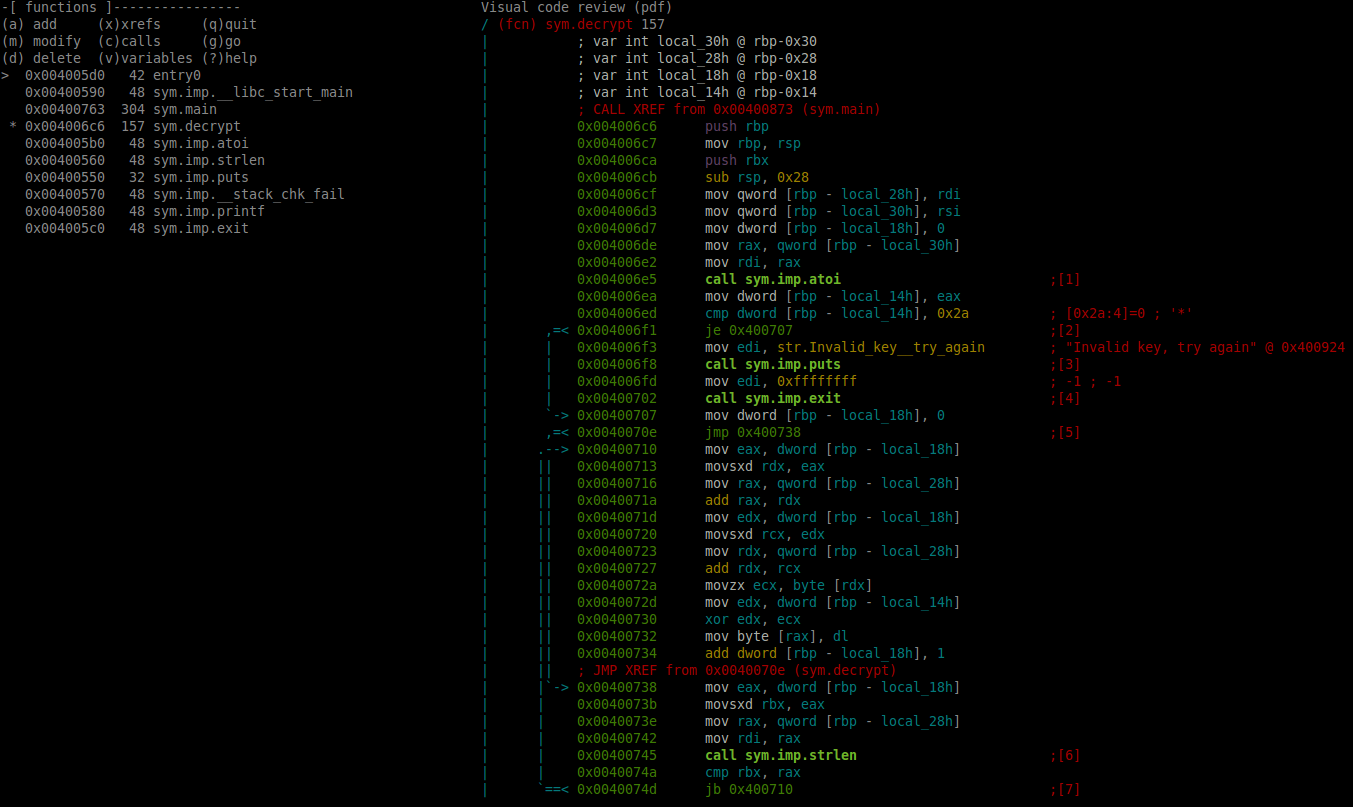 -[ functions ]----------------
(a) add     (x)xrefs     (q)quit
(m) modify  (c)calls     (g)go
(d) delete  (v)variables (?)help
>  0x004005d0   42 entry0
   0x00400590   48 sym.imp.__libc_start_main
   0x00400763  304 sym.main
 * 0x004006c6  157 sym.decrypt
   0x004005b0   48 sym.imp.atoi
   0x00400560   48 sym.imp.strlen
   0x00400550   32 sym.imp.puts
   0x00400570   48 sym.imp.__stack_chk_fail
   0x00400580   48 sym.imp.printf
   0x004005c0   48 sym.imp.exit
Visual code review (pdf)
/ (fcn) sym.decrypt 157
|           ; var int local_30h @ rbp-0x30
|           ; var int local_28h @ rbp-0x28
|           ; var int local_18h @ rbp-0x18
|           ; var int local_14h @ rbp-0x14
|           ; CALL XREF from 0x00400873 (sym.main)
|           0x004006c6      push rbp
|           0x004006c7      mov rbp, rsp
|           0x004006ca      push rbx
|           0x004006cb      sub rsp, 0x28
|           0x004006cf      mov qword [rbp - local_28h], rdi
|           0x004006d3      mov qword [rbp - local_30h], rsi
|           0x004006d7      mov dword [rbp - local_18h], 0
|           0x004006de      mov rax, qword [rbp - local_30h]
|           0x004006e2      mov rdi, rax
|           0x004006e5      call sym.imp.atoi                          ;[1]
|           0x004006ea      mov dword [rbp - local_14h], eax
|           0x004006ed      cmp dword [rbp - local_14h], 0x2a          ; [0x2a:4]=0 ; '*'
|       ,=< 0x004006f1      je 0x400707                                ;[2]
|       |   0x004006f3      mov edi, str.Invalid_key__try_again        ; "Invalid key, try again" @ 0x400924
|       |   0x004006f8      call sym.imp.puts                          ;[3]
|       |   0x004006fd      mov edi, 0xffffffff                        ; -1 ; -1
|       |   0x00400702      call sym.imp.exit                          ;[4]
|       `-> 0x00400707      mov dword [rbp - local_18h], 0
|       ,=< 0x0040070e      jmp 0x400738                               ;[5]
|      .--> 0x00400710      mov eax, dword [rbp - local_18h]
|      ||   0x00400713      movsxd rdx, eax
|      ||   0x00400716      mov rax, qword [rbp - local_28h]
|      ||   0x0040071a      add rax, rdx
|      ||   0x0040071d      mov edx, dword [rbp - local_18h]
|      ||   0x00400720      movsxd rcx, edx
|      ||   0x00400723      mov rdx, qword [rbp - local_28h]
|      ||   0x00400727      add rdx, rcx
|      ||   0x0040072a      movzx ecx, byte [rdx]
|      ||   0x0040072d      mov edx, dword [rbp - local_14h]
|      ||   0x00400730      xor edx, ecx
|      ||   0x00400732      mov byte [rax], dl
|      ||   0x00400734      add dword [rbp - local_18h], 1
|      ||   ; JMP XREF from 0x0040070e (sym.decrypt)
|      |`-> 0x00400738      mov eax, dword [rbp - local_18h]
|      |    0x0040073b      movsxd rbx, eax
|      |    0x0040073e      mov rax, qword [rbp - local_28h]
|      |    0x00400742      mov rdi, rax
|      |    0x00400745      call sym.imp.strlen                        ;[6]
|      |    0x0040074a      cmp rbx, rax
|      `==< 0x0040074d      jb 0x400710                                ;[7]